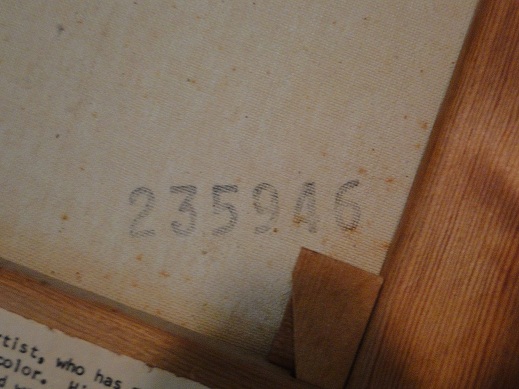 235946
rtist, who has
color. Hi